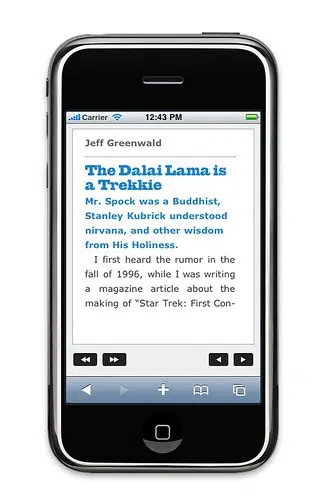 Carrier
12:43 PM
Jeff Greenwald
The Dalai Lama is
a Trekkie
Mr. Spock was a Buddhist,
Stanley Kubrick understood
nirvana, and other wisdom
from His Holiness.
I first heard the rumor in the
fall of 1996, while I was writing
a magazine article about the
making of “Star Trek: First Con-